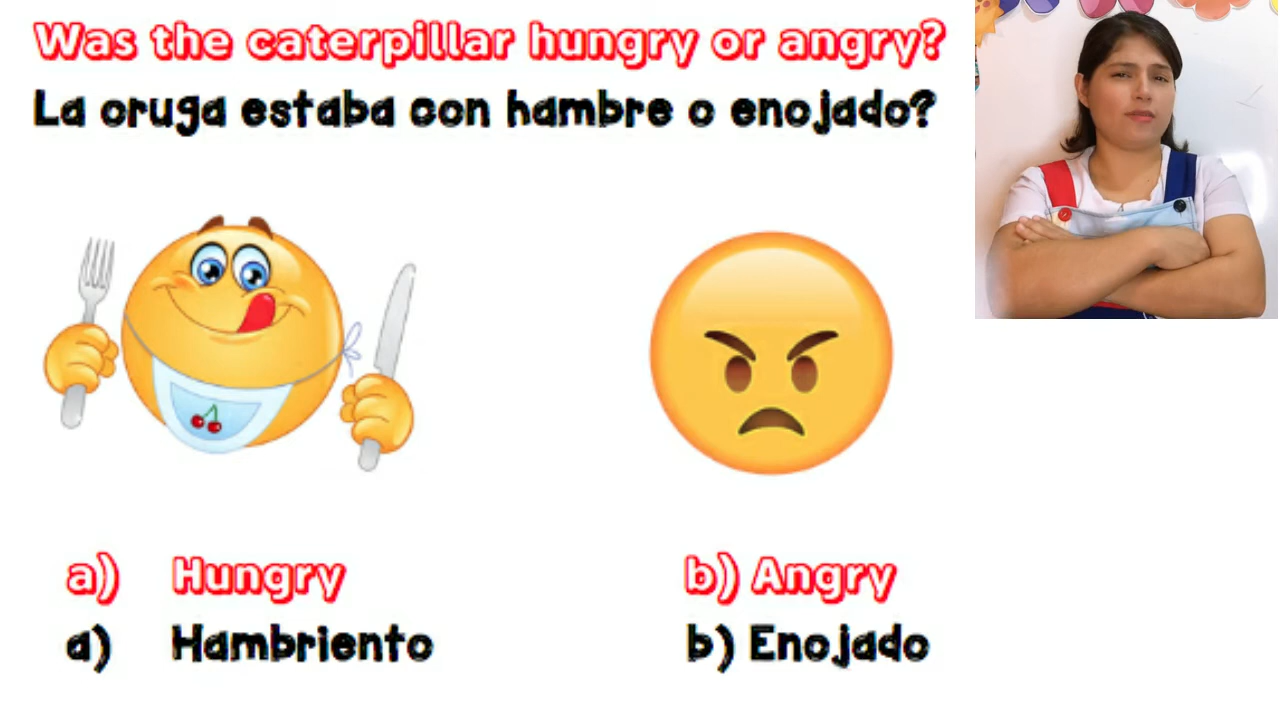 Was the caterpillar hungry or angry?
La oruga estaba con hambre o enojado?
a) Hungry
b) Angry
a) Hambriento
b) Enojado